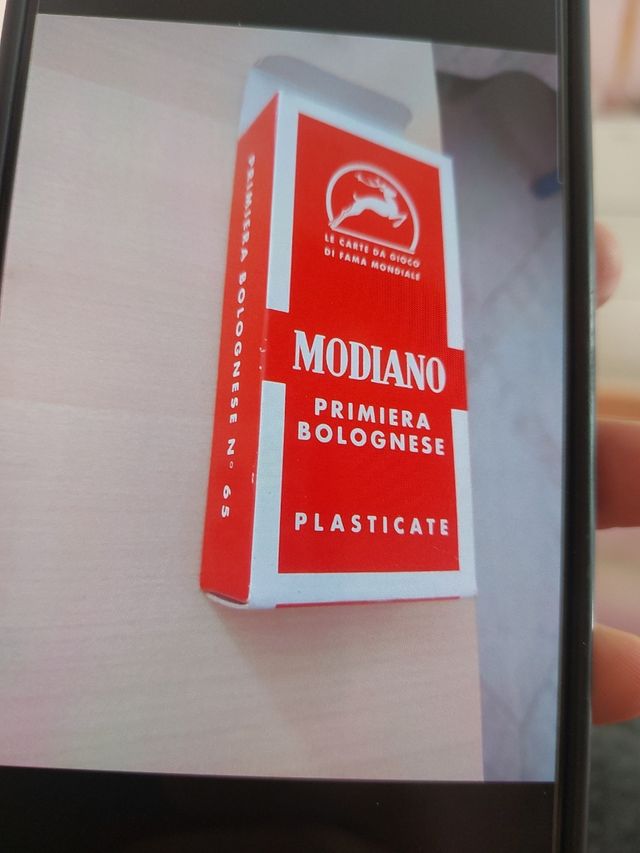 LE CARTE DA GIOCO
DI FAMA MONDIALE
MODIANO
PRIMIERA
BOLOGNESE
PLASTICATE
PRIMIERA BOLOGNESE N° 65